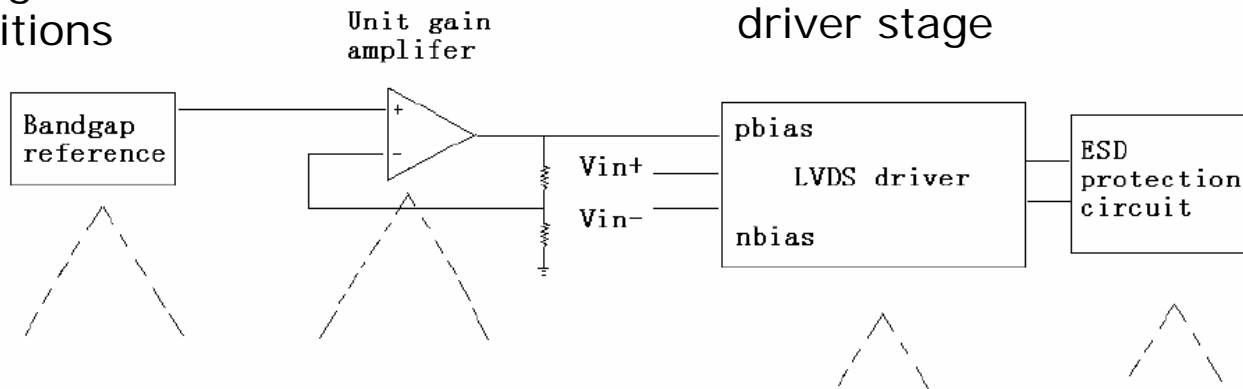 itions
Unit gain
amplifer
driver stage
Bandgap
reference
+
−
Vin+
Vin-
pbias
LVDS driver
nbias
ESD
protection
circuit